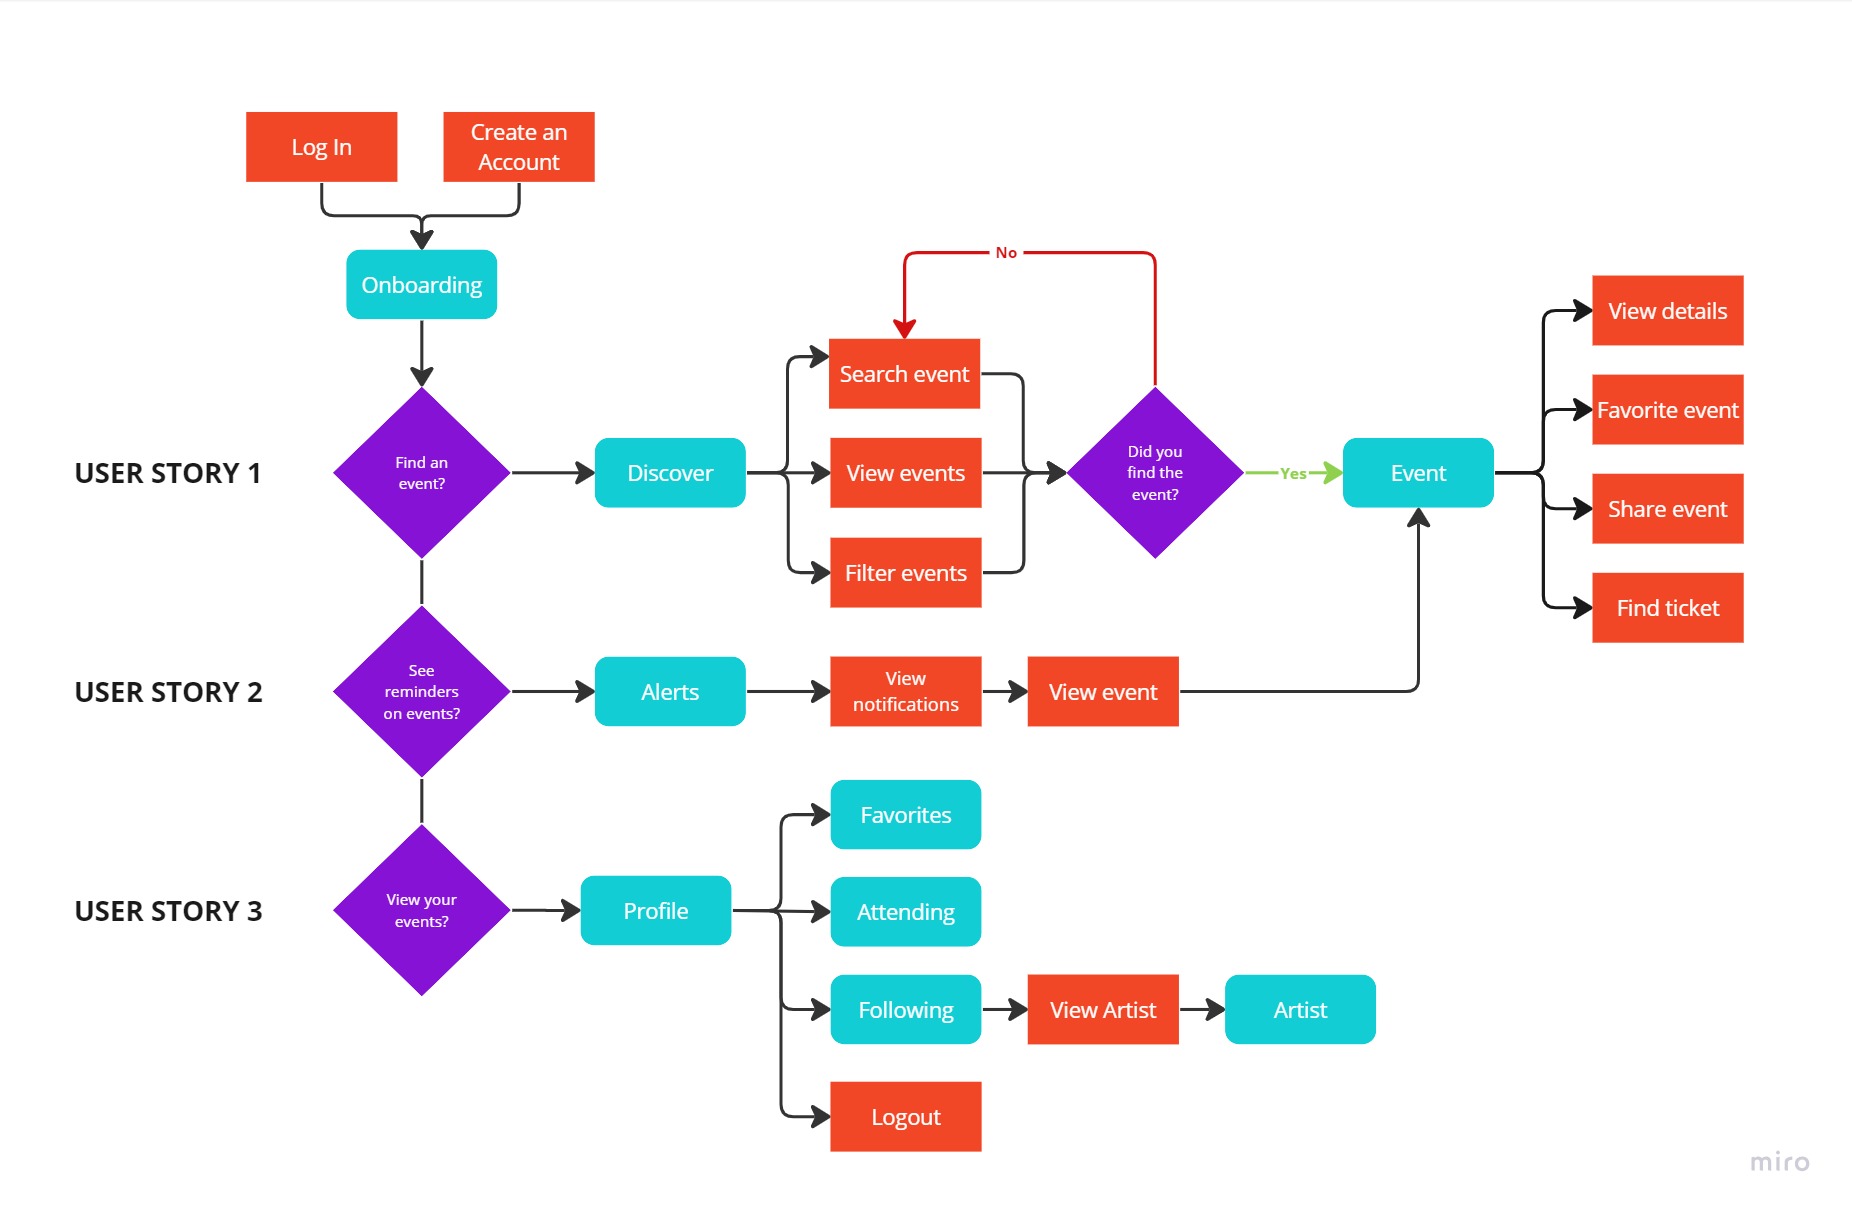 Log In
Create an
Account
Onboarding
No
View details
Search event
Favorite event
USER STORY 1
Find an
event?
Discover
View events
Did you
find the
event?
Yes
Event
Share event
Filter events
Find ticket
USER STORY 2
See
reminders
on events?
Alerts
View
notifications
View event
Favorites
USER STORY 3
View your
events?
Profile
Attending
Following
View Artist
Artist
Logout
miro